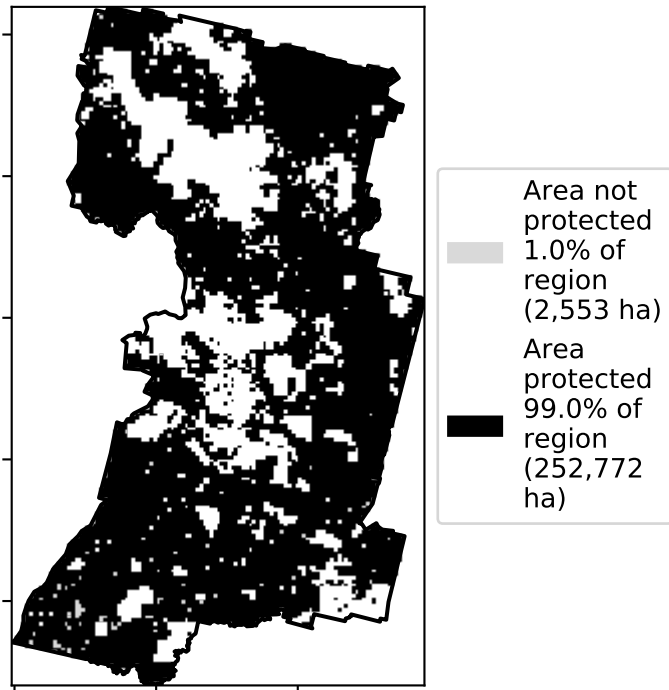 Area not
protected
1.0% of
region
(2,553 ha)
Area
protected
99.0% of
region
(252,772
ha)